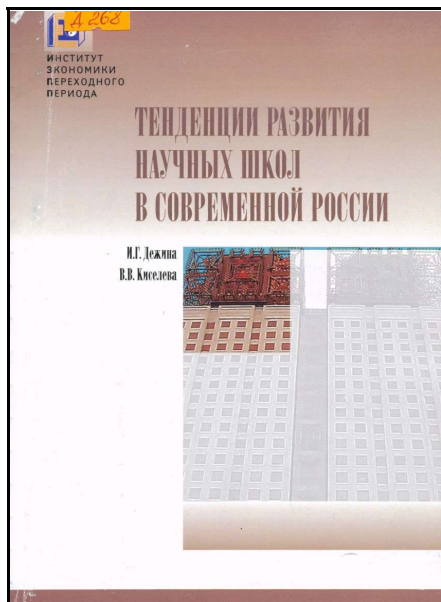 Д 268
ИНСТИТУТ
ЭКОНОМИКИ
ПЕРЕХОДНОГО
ПЕРИОДА
ТЕНДЕНЦИИ РАЗВИТИЯ
НАУЧНЫХ ШКОЛ
В СОВРЕМЕННОЙ РОССИИ
И.Г. Дежина
В.В. Киселева